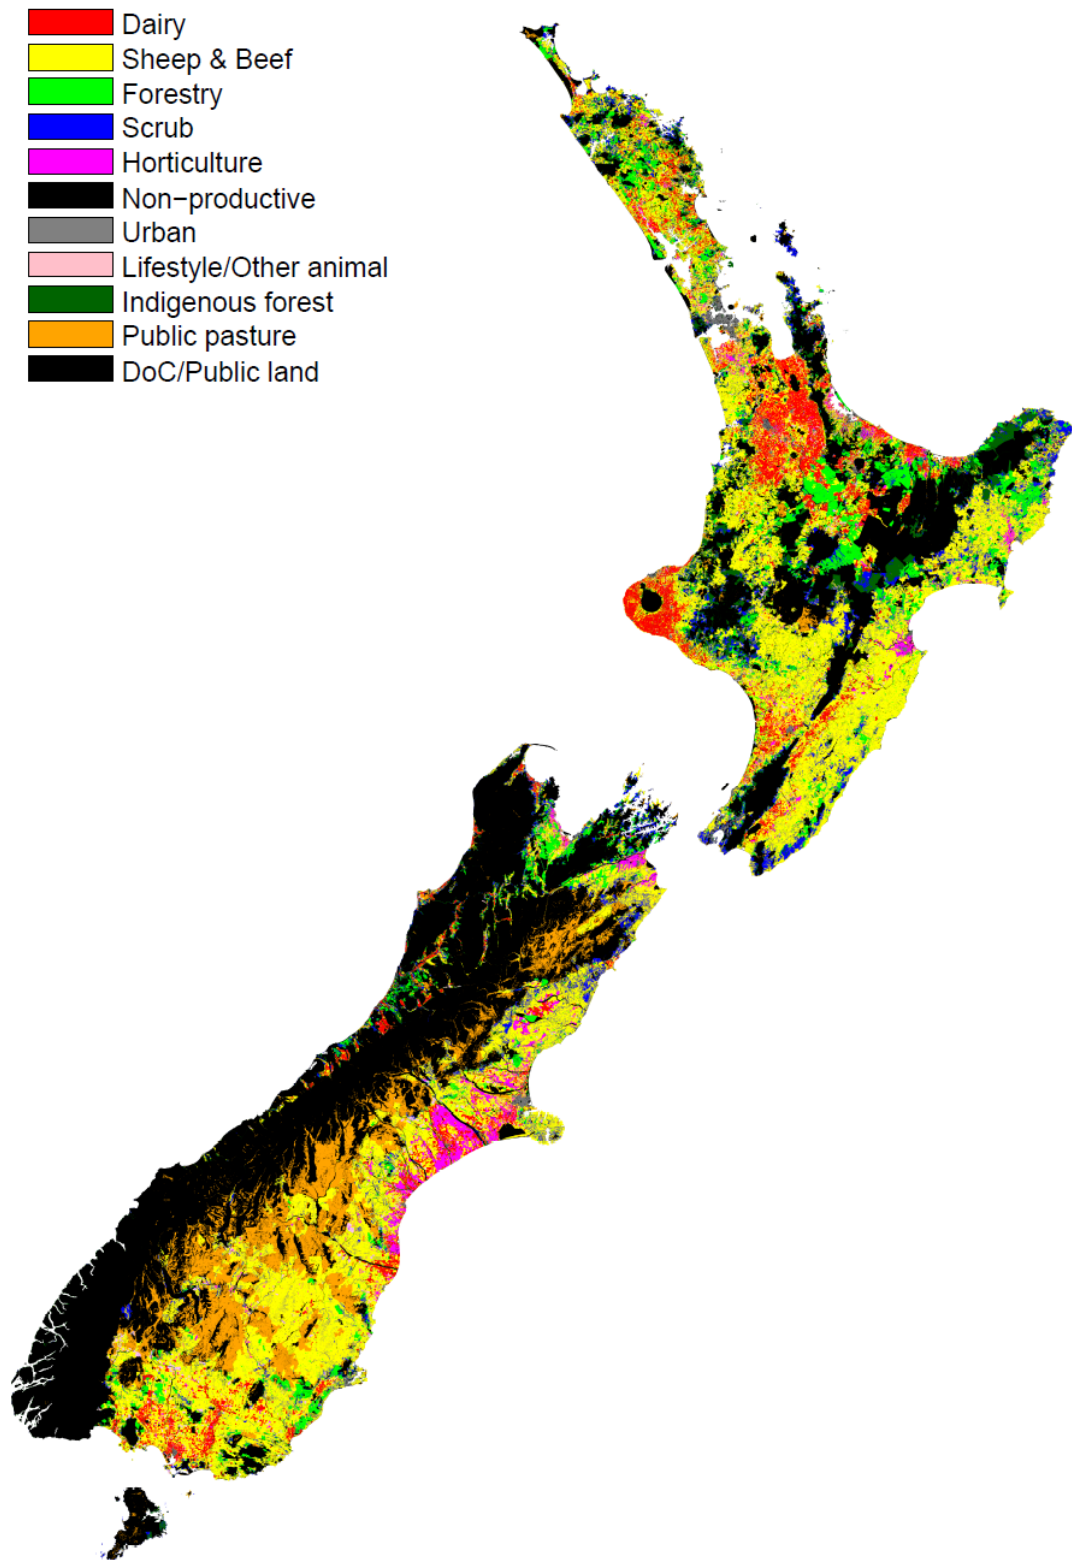 Dairy
Sheep & Beef
Forestry
Scrub
Horticulture
Non−productive
Urban
Lifestyle/Other animal
Indigenous forest
Public pasture
DoC/Public land